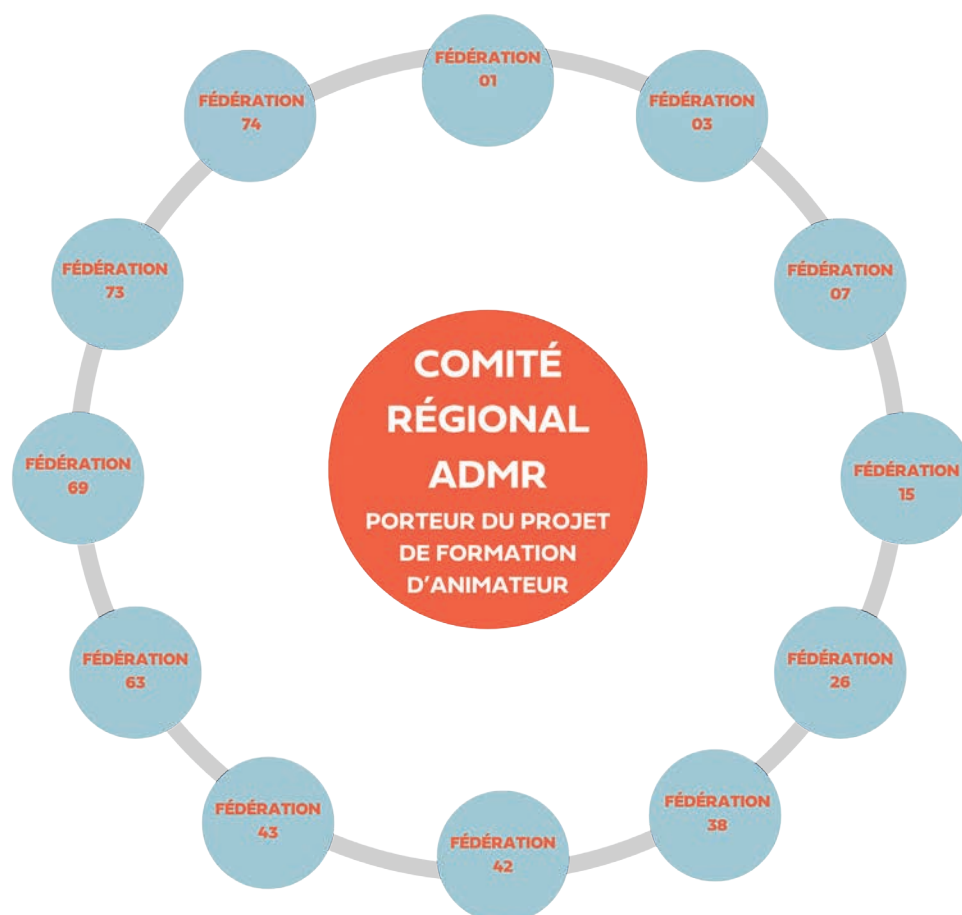 FÉDÉRATION
01
FÉDÉRATION
03
FÉDÉRATION
07
FÉDÉRATION
15
FÉDÉRATION
26
FÉDÉRATION
38
FÉDÉRATION
42
FÉDÉRATION
43
FÉDÉRATION
63
FÉDÉRATION
69
FÉDÉRATION
73
FÉDÉRATION
74
COMITÉ
RÉGIONAL
ADMR
PORTEUR DU PROJET
DE FORMATION
D'ANIMATEUR